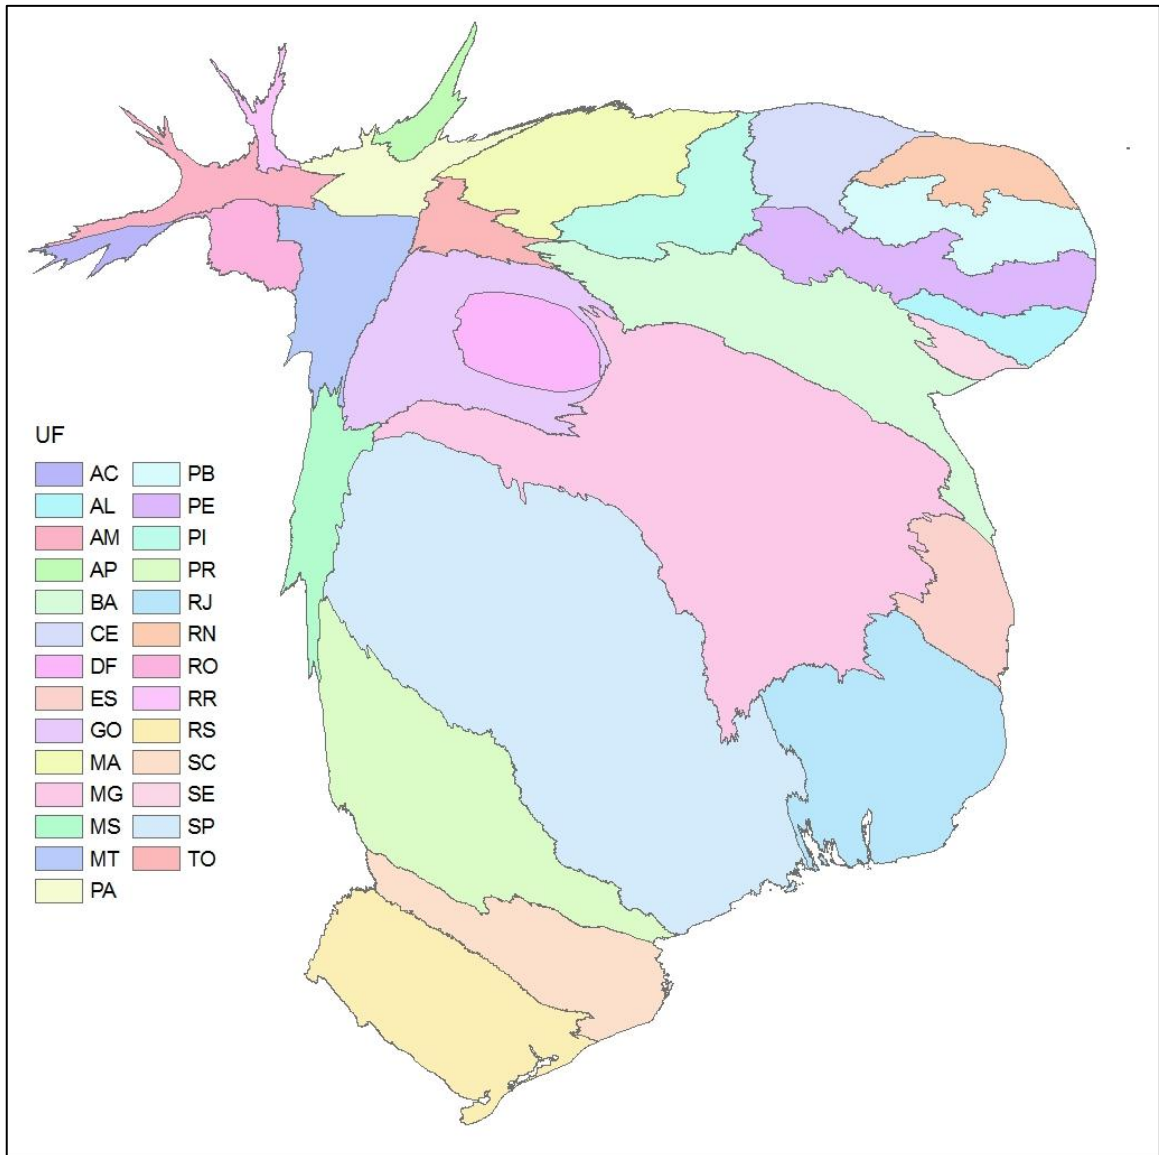 UF
AC PB
AL PE
AM PI
AP PR
BA RJ
CE RN
DF RO
ES RR
GO RS
MA SC
MG SE
MS SP
MT TO
PA